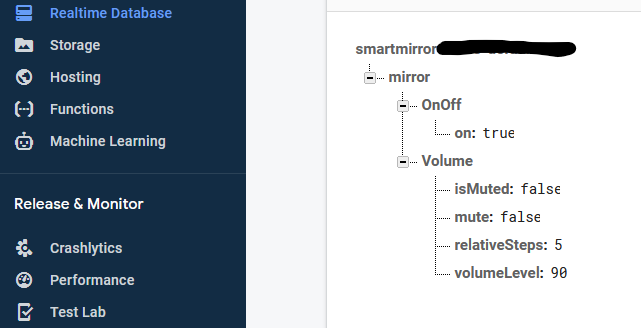 Realtime Database
Storage
Hosting
Functions
Machine Learning
Release & Monitor
Crashlytics
Performance
Test Lab
smartmirror
mirror
OnOff
on: true
Volume
isMuted: false
mute: false
relativeSteps: 5
volumeLevel: 90